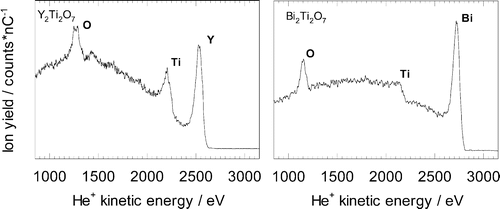 Ion yield / counts*nC⁻¹
Y₂Ti₂O₇
O
Ti
Y
1000 1500 2000 2500 3000
He⁺ kinetic energy / eV
Bi₂Ti₂O₇
O
Ti
Bi
1000 1500 2000 2500 3000
He⁺ kinetic energy / eV